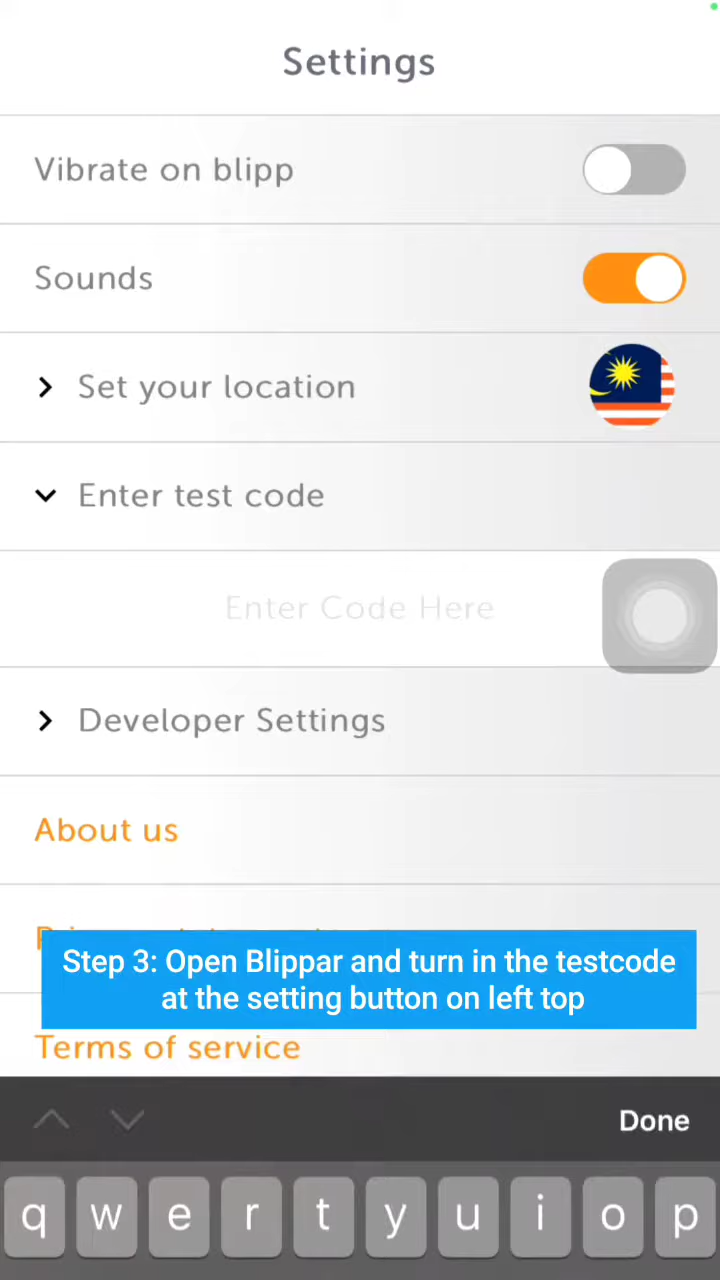 Settings
Vibrate on blipp
Sounds
Set your location
Enter test code
Enter Code Here
Developer Settings
About us
Step 3: Open Blippar and turn in the testcode
at the setting button on left top
Terms of service
Done
q w e r t y u i o p